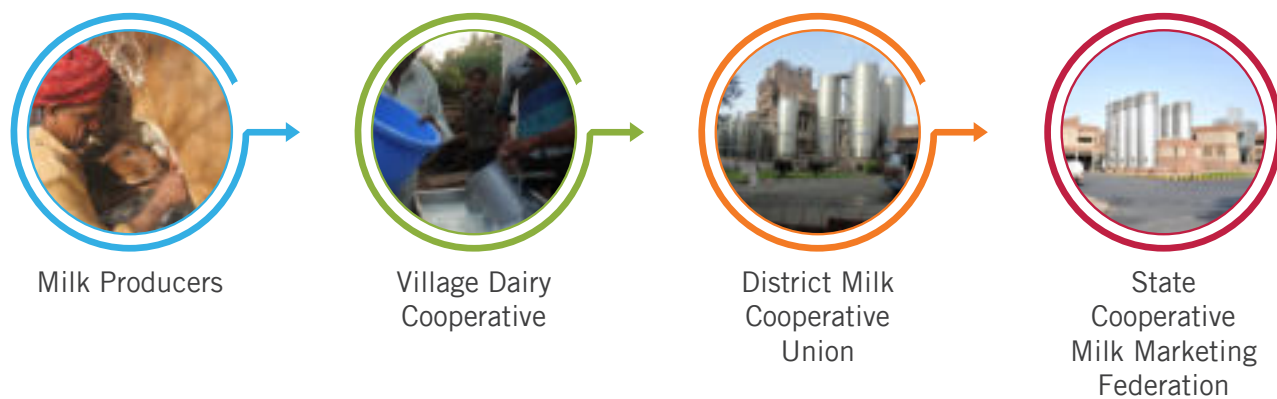 Milk Producers
Village Dairy
Cooperative
District Milk
Cooperative
Union
State
Cooperative
Milk Marketing
Federation